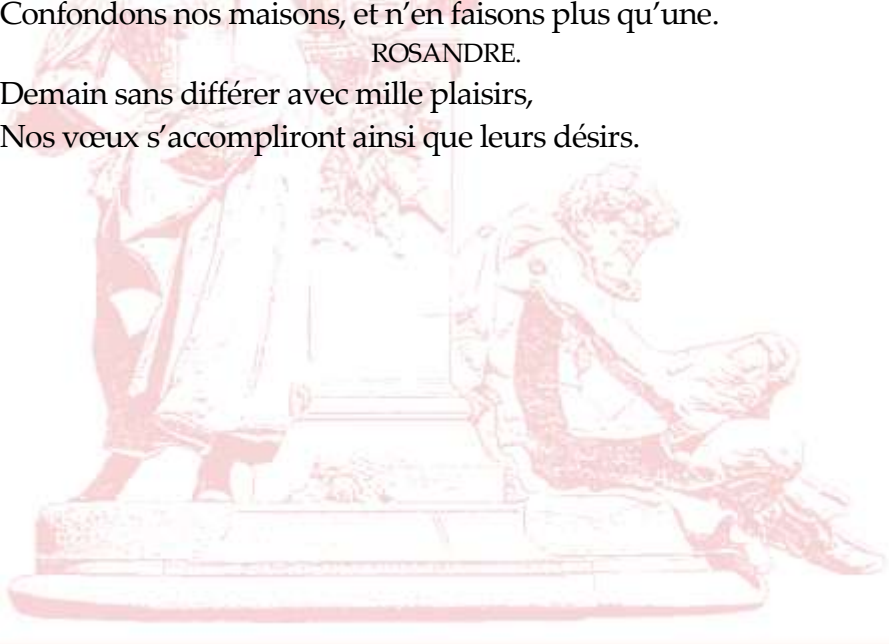 Confondons nos maisons, et n’en faisons plus qu’une.
ROSANDRE.
Demain sans différer avec mille plaisirs,
Nos vœux s’accompliront ainsi que leurs désirs.